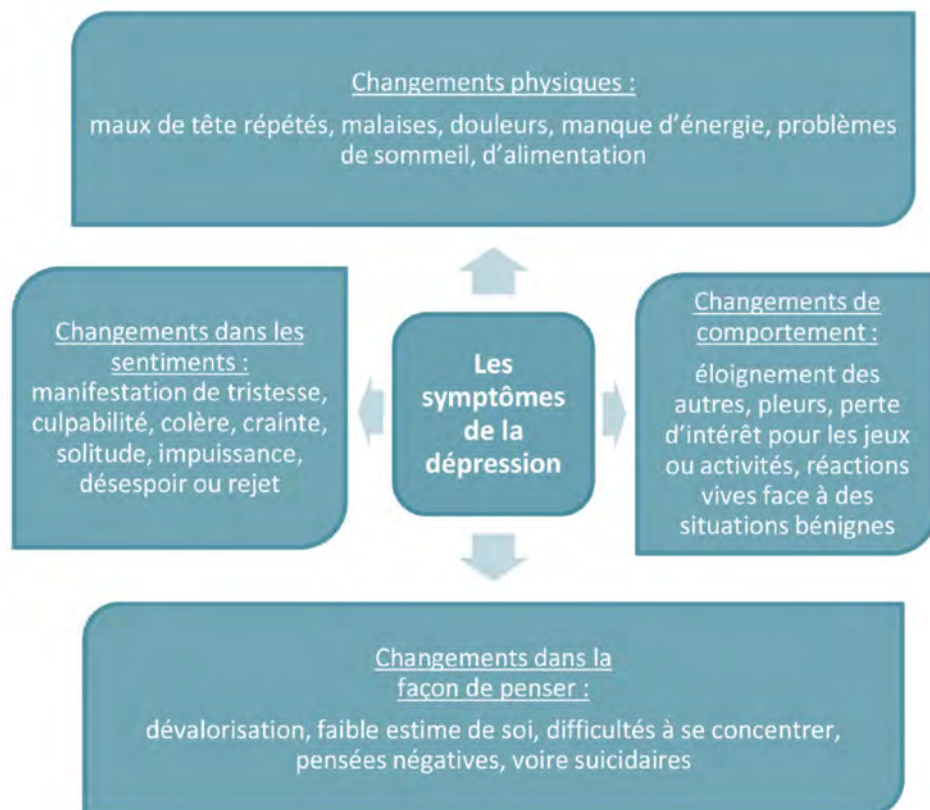 Changements physiques :
maux de tête répétés, malaises, douleurs, manque d'énergie, problèmes
de sommeil, d'alimentation
Changements dans les
sentiments :
manifestation de tristesse,
culpabilité, colère, crainte,
solitude, impuissance,
désespoir ou rejet
Les
symptômes
de la
dépression
Changements de
comportement :
éloignement des
autres, pleurs, perte
d'intérêt pour les jeux
ou activités, réactions
vives face à des
situations bénignes
Changements dans la
façon de penser :
dévalorisation, faible estime de soi, difficultés à se concentrer,
pensées négatives, voire suicidaires